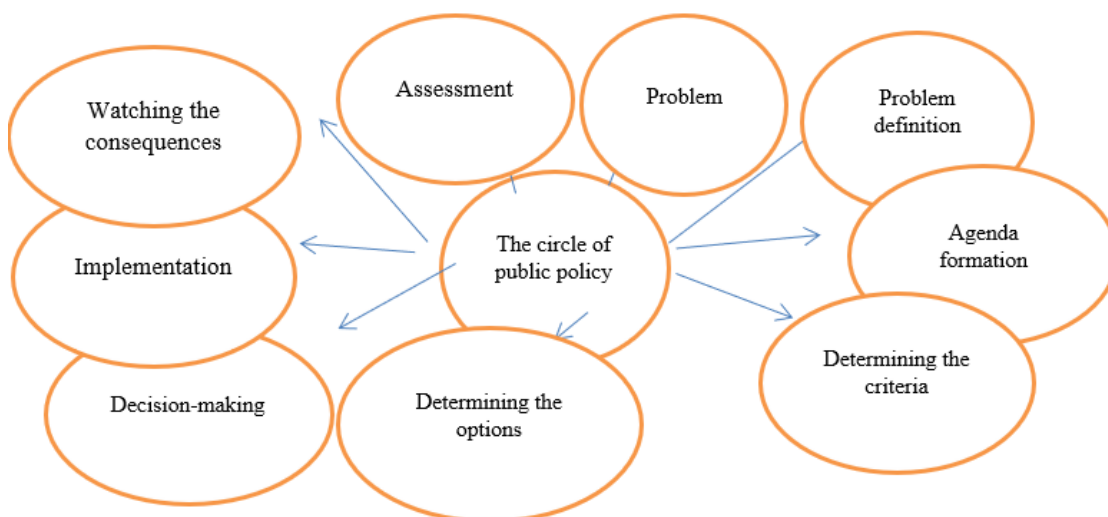 Assessment
Problem
Problem
definition
Watching the
consequences
The circle of
public policy
Agenda
formation
Implementation
Determining the
criteria
Decision-making
Determining the
options